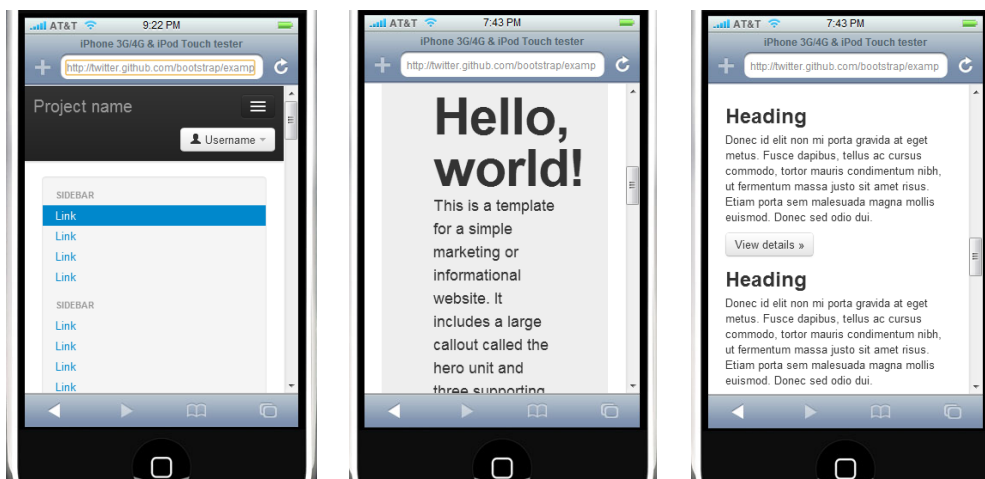 AT&T 9:22 PM
iPhone 3G/4G & iPod Touch tester
http://twitter.github.com/bootstrap/examp
Project name
Username
SIDEBAR
Link
Link
Link
Link
SIDEBAR
Link
Link
Link
Link
AT&T 7:43 PM
iPhone 3G/4G & iPod Touch tester
http://twitter.github.com/bootstrap/examp
Hello,
world!
This is a template
for a simple
marketing or
informational
website. It
includes a large
callout called the
hero unit and
three supporting
AT&T 7:43 PM
iPhone 3G/4G & iPod Touch tester
http://twitter.github.com/bootstrap/examp
Heading
Donec id elit non mi porta gravida at eget
metus. Fusce dapibus, tellus ac cursus
commodo, tortor mauris condimentum nibh,
ut fermentum massa justo sit amet risus.
Etiam porta sem malesuada magna mollis
euismod. Donec sed odio dui.
View details »
Heading
Donec id elit non mi porta gravida at eget
metus. Fusce dapibus, tellus ac cursus
commodo, tortor mauris condimentum nibh,
ut fermentum massa justo sit amet risus.
Etiam porta sem malesuada magna mollis
euismod. Donec sed odio dui.